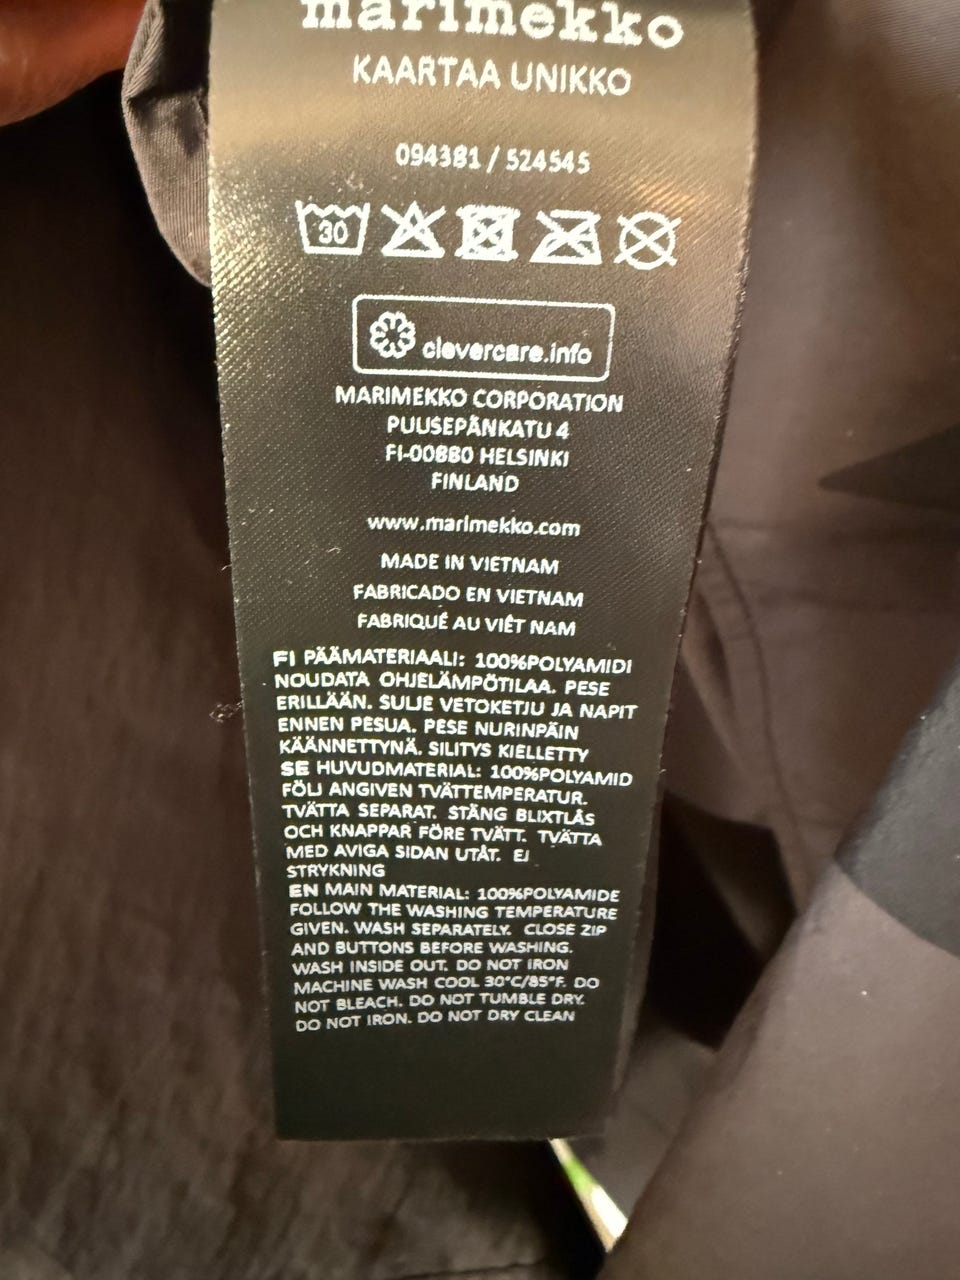 marimekko
KAARTAA UNIKKO
094381 / 524545
30
clevercare.info
MARIMEKKO CORPORATION
PUUSEPÄNKATU 4
FI-00880 HELSINKI
FINLAND
www.marimekko.com
MADE IN VIETNAM
FABRICADO EN VIETNAM
FABRIQUÉ AU VIÊT NAM
FI PÄÄMATERIAALI: 100%POLYAMIDI
NOUDATA OHJELÄMPÖTILAA. PESE
ERILLÄÄN. SULJE VETOKETJU JA NAPIT
ENNEN PESUA. PESE NURINPÄIN
KÄÄNNETTYNÄ. SILITYS KIELLETTY
SE HUVUDMATERIAL: 100%POLYAMID
FÖLJ ANGIVEN TVÄTTEMPERATUR.
TVÄTTA SEPARAT. STÄNG BLIXTLÅS
OCH KNAPPAR FÖRE TVÄTT. TVÄTTA
MED AVIGA SIDAN UTÅT. EJ
STRYKNING
EN MAIN MATERIAL: 100%POLYAMIDE
FOLLOW THE WASHING TEMPERATURE
GIVEN. WASH SEPARATELY. CLOSE ZIP
AND BUTTONS BEFORE WASHING.
WASH INSIDE OUT. DO NOT IRON
MACHINE WASH COOL 30°C/85°F. DO
NOT BLEACH. DO NOT TUMBLE DRY.
DO NOT IRON. DO NOT DRY CLEAN